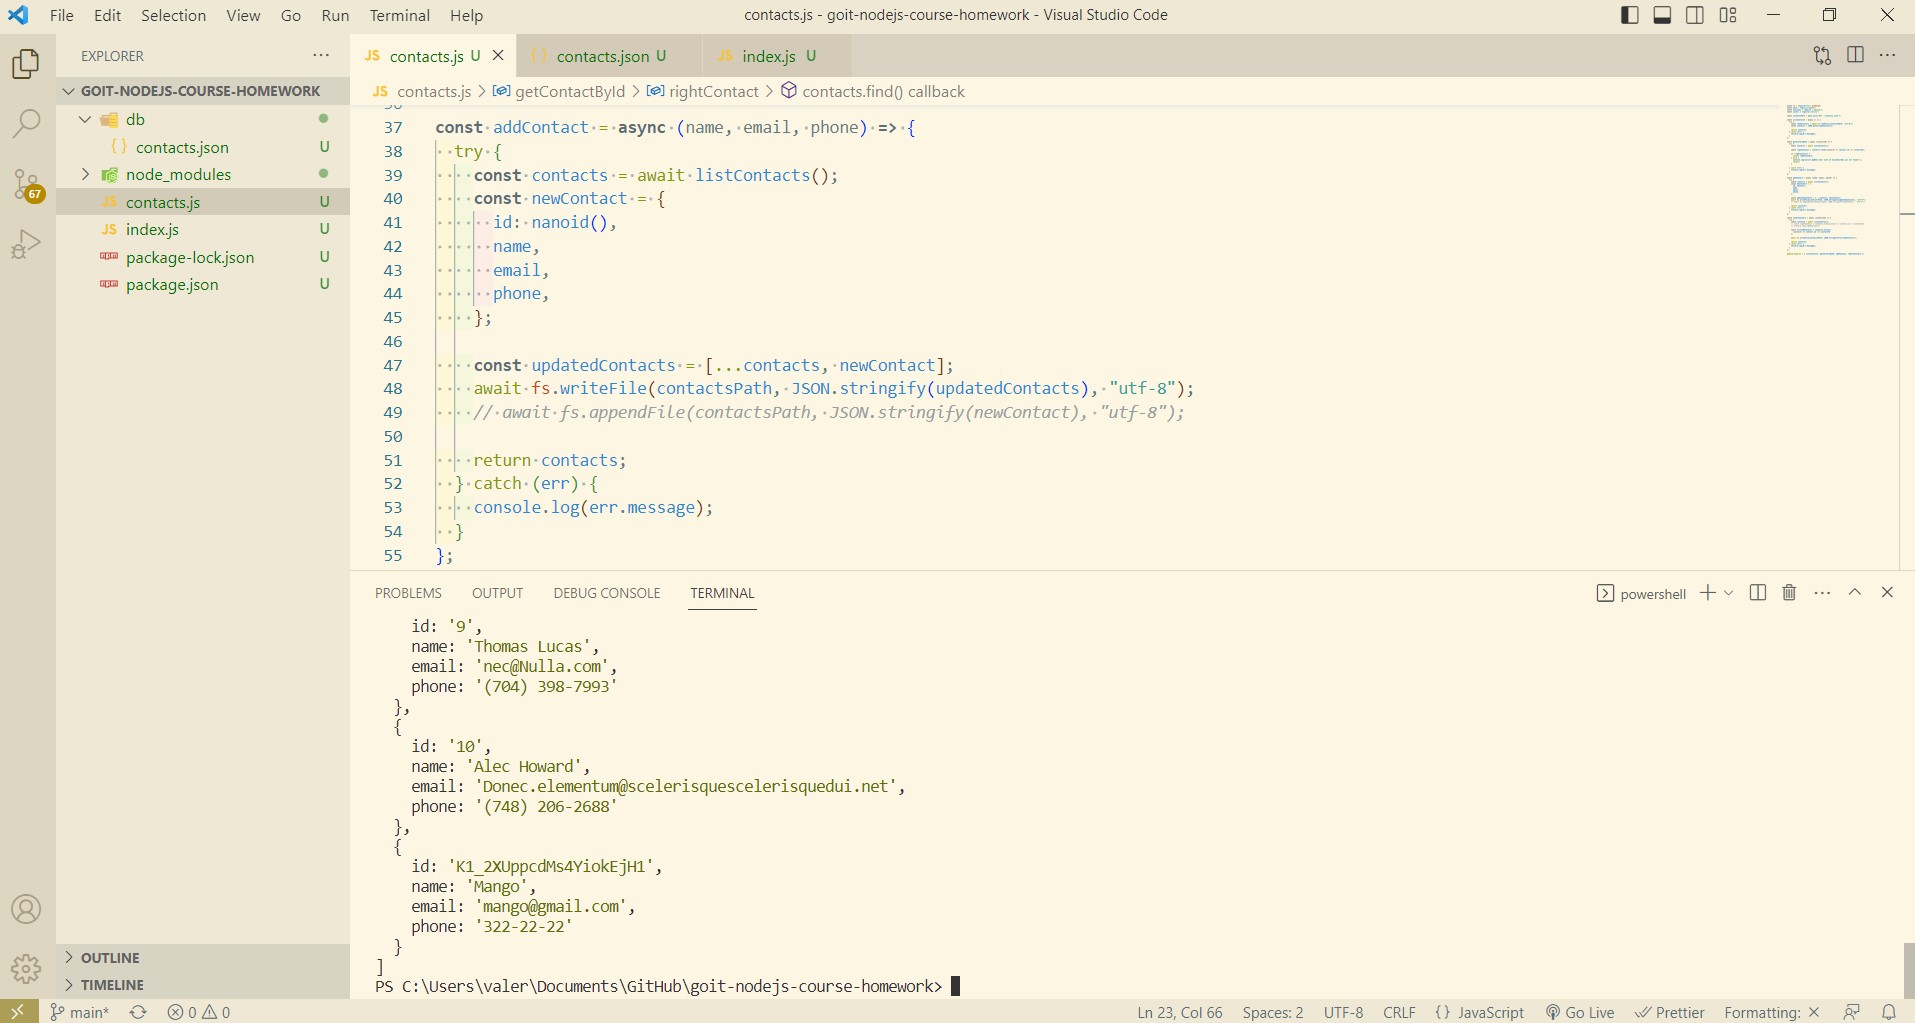 File Edit Selection View Go Run Terminal Help
contacts.js - goit-nodejs-course-homework - Visual Studio Code
EXPLORER
GOIT-NODEJS-COURSE-HOMEWORK
db
contacts.json U
node_modules
contacts.js U
index.js U
package-lock.json U
package.json U
67
OUTLINE
TIMELINE
JS contacts.js U
{} contacts.json U
JS index.js U
JS contacts.js > getContactById > rightContact > contacts.find() callback
36
37 const addContact = async (name, email, phone) => {
38 try {
39 const contacts = await listContacts();
40 const newContact = {
41 id: nanoid(),
42 name,
43 email,
44 phone,
45 };
46
47 const updatedContacts = [...contacts, newContact];
48 await fs.writeFile(contactsPath, JSON.stringify(updatedContacts), "utf-8");
49 // await fs.appendFile(contactsPath, JSON.stringify(newContact), "utf-8");
50
51 return contacts;
52 } catch (err) {
53 console.log(err.message);
54 }
55 };
PROBLEMS OUTPUT DEBUG CONSOLE TERMINAL
powershell
id: '9',
name: 'Thomas Lucas',
email: 'nec@Nulla.com',
phone: '(704) 398-7993'
},
{
id: '10',
name: 'Alec Howard',
email: 'Donec.elementum@scelerisquescelerisquedui.net',
phone: '(748) 206-2688'
},
{
id: 'K1_2XUppcdMs4YiokEjH1',
name: 'Mango',
email: 'mango@gmail.com',
phone: '322-22-22'
}
]
PS C:\Users\valer\Documents\GitHub\goit-nodejs-course-homework>
main* 0 0
Ln 23, Col 66 Spaces: 2 UTF-8 CRLF {} JavaScript Go Live Prettier Formatting: ×